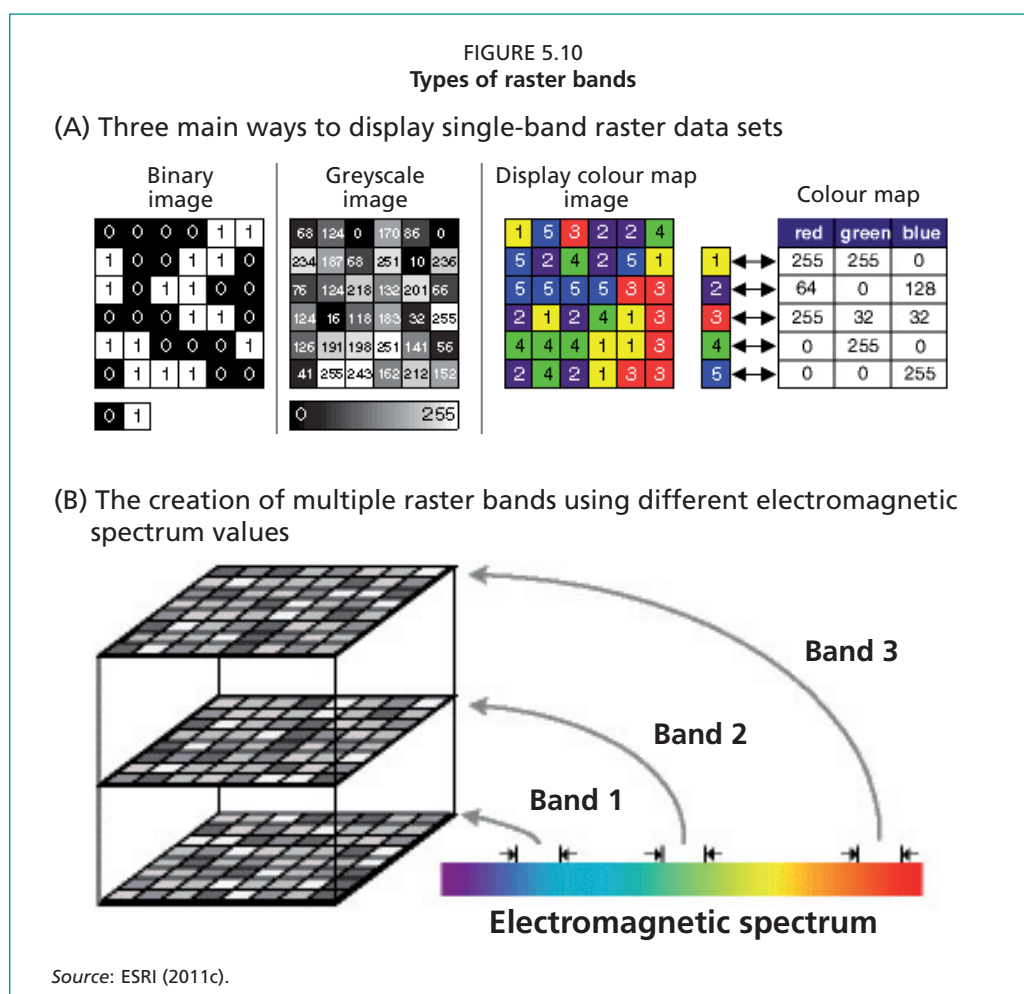 FIGURE 5.10
Types of raster bands
(A) Three main ways to display single-band raster data sets
Binary
image
0 0 0 0 1 1
1 0 0 1 1 0
1 0 1 1 0 0
0 0 0 1 1 0
1 1 0 0 0 1
0 1 1 1 0 0
0 1
Greyscale
image
68 124 0 170 86 0
234 187 68 251 10 236
76 124 218 132 201 66
124 16 118 183 32 255
126 191 198 251 141 56
41 255 243 162 212 152
0 255
Display colour map
image
1 5 3 2 2 4
5 2 4 2 5 1
5 5 5 5 3 3
2 1 2 4 1 3
4 4 4 1 1 3
2 4 2 1 3 3
Colour map
red green blue
1 255 255 0
2 64 0 128
3 255 32 32
4 0 255 0
5 0 0 255
(B) The creation of multiple raster bands using different electromagnetic
spectrum values
Band 3
Band 2
Band 1
Electromagnetic spectrum
Source: ESRI (2011c).